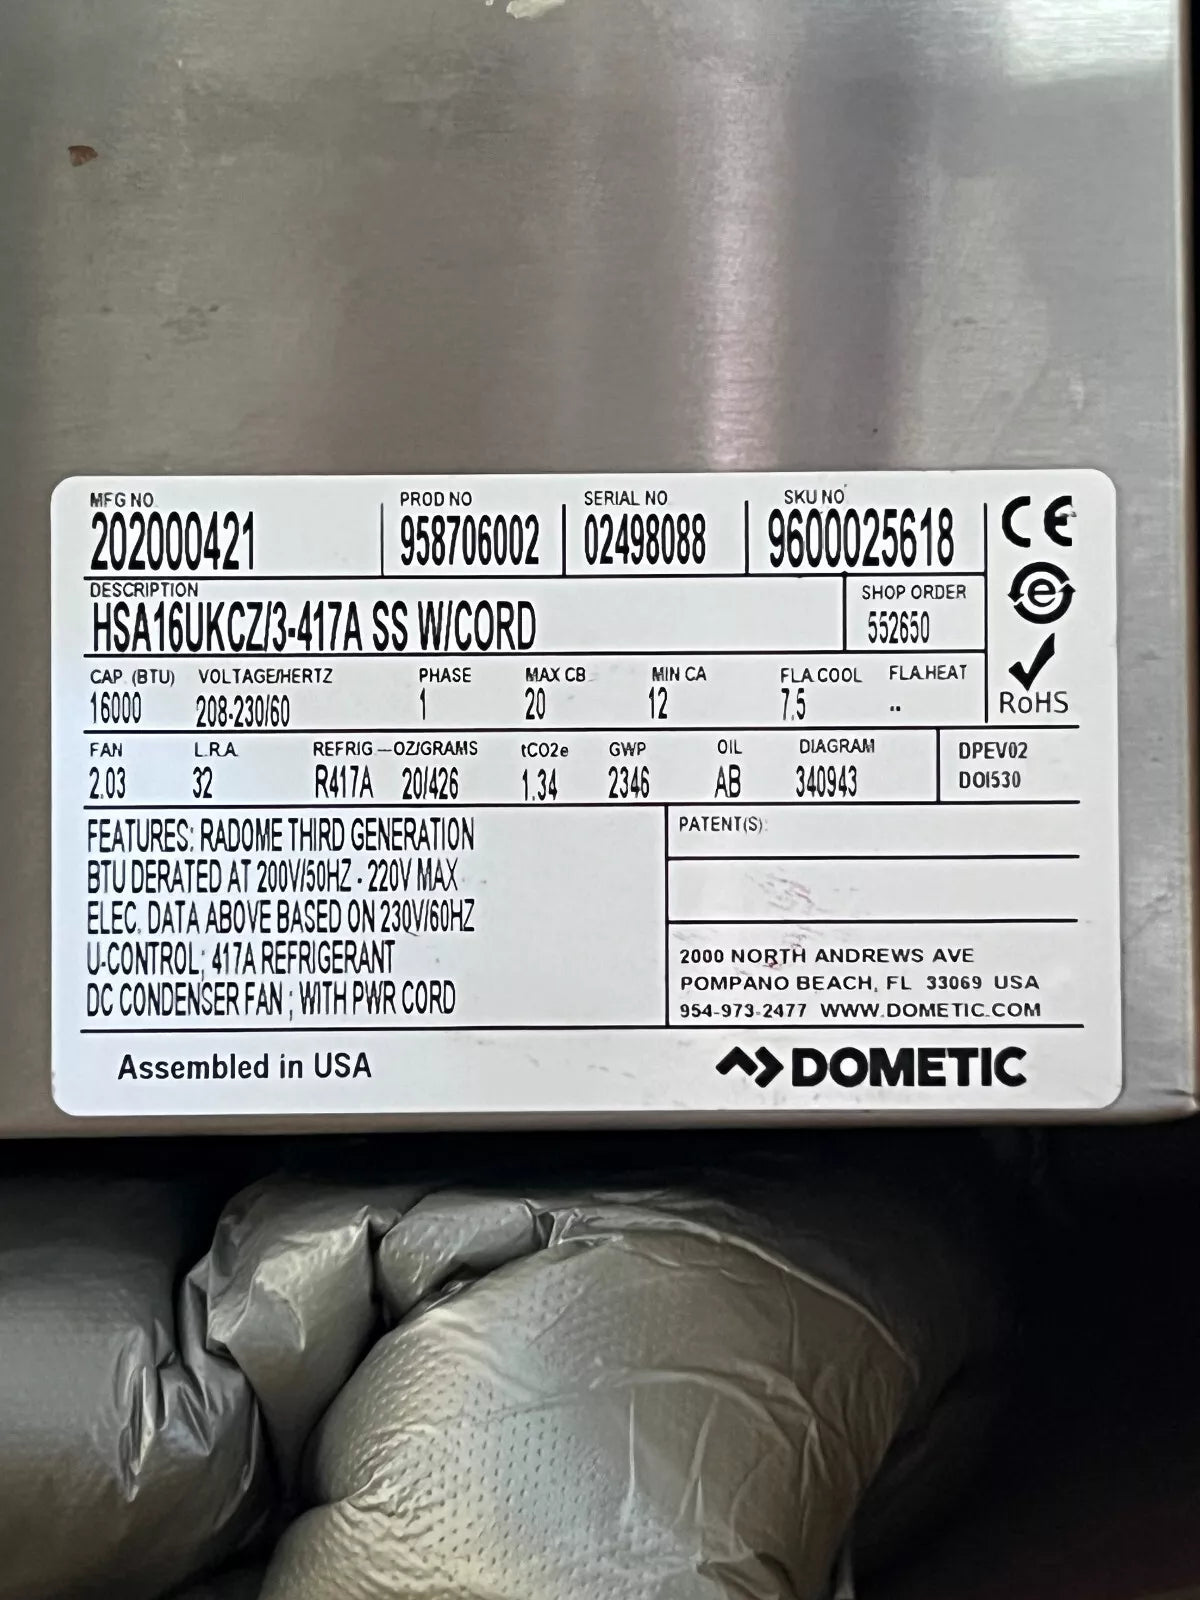 MFG NO. PROD NO SERIAL NO SKU NO
202000421 958706002 02498088 9600025618
CE
DESCRIPTION SHOP ORDER
HSA16UKCZ/3-417A SS W/CORD 552650
e
CAP. (BTU) VOLTAGE/HERTZ PHASE MAX CB MIN CA FLA COOL FLA.HEAT
16000 208-230/60 1 20 12 7.5 --
RoHS
FAN L.R.A. REFRIG — OZ/GRAMS tCO2e GWP OIL DIAGRAM DPEV02
2.03 32 R417A 20/426 1.34 2346 AB 340943 DOI530
FEATURES: RADOME THIRD GENERATION
BTU DERATED AT 200V/50HZ - 220V MAX
ELEC. DATA ABOVE BASED ON 230V/60HZ
U-CONTROL; 417A REFRIGERANT
DC CONDENSER FAN ; WITH PWR CORD
PATENT(S):
2000 NORTH ANDREWS AVE
POMPANO BEACH, FL 33069 USA
954-973-2477 WWW.DOMETIC.COM
Assembled in USA
DOMETIC